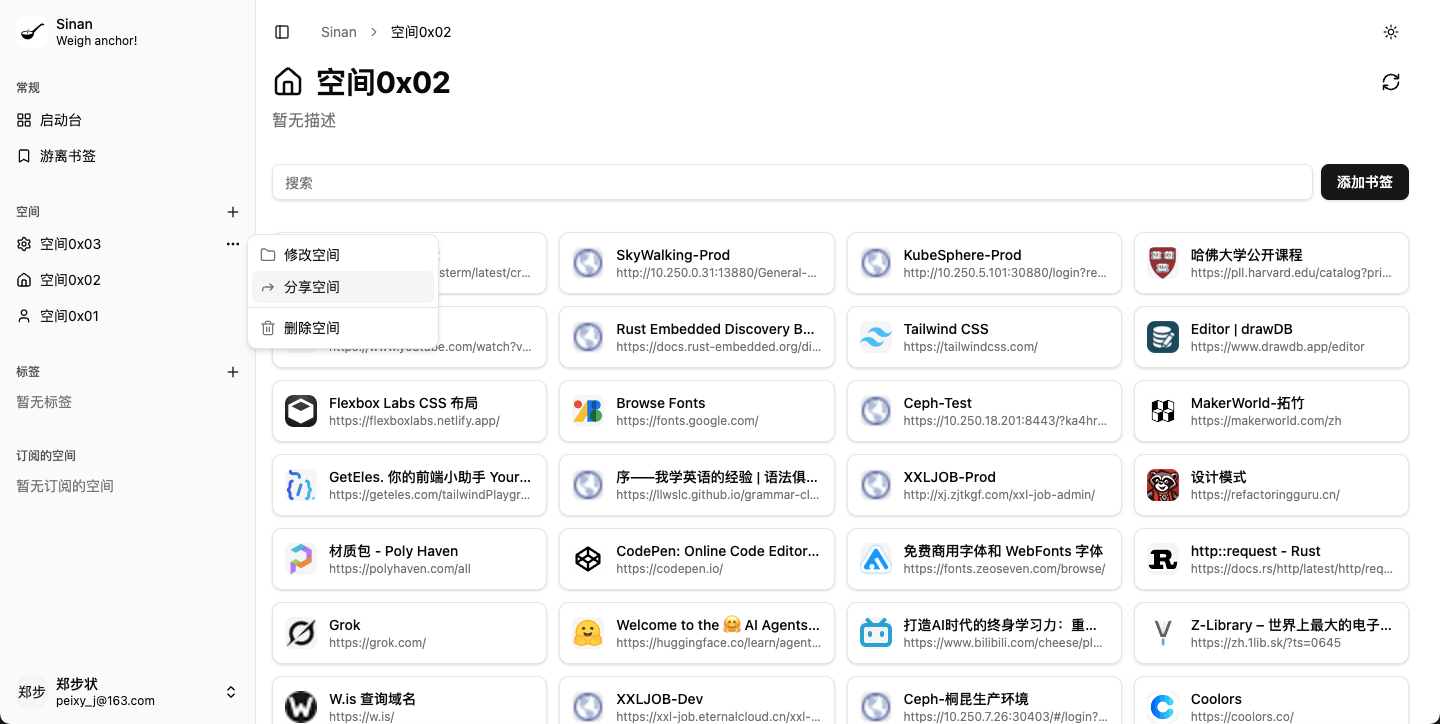 Sinan
Weigh anchor!
常规
启动台
游离书签
空间
空间0x03
空间0x02
空间0x01
标签
暂无标签
订阅的空间
暂无订阅的空间
郑步
郑步状
peixy_j@163.com
Sinan > 空间0x02
空间0x02
暂无描述
搜索
添加书签
修改空间
分享空间
删除空间
sterm/latest/cr...
SkyWalking-Prod
http://10.250.0.31:13880/General-...
KubeSphere-Prod
http://10.250.5.101:30880/login?re...
哈佛大学公开课程
https://pll.harvard.edu/catalog?pri...
https://www.youtube.com/watch?v...
Rust Embedded Discovery B...
https://docs.rust-embedded.org/di...
Tailwind CSS
https://tailwindcss.com/
Editor | drawDB
https://www.drawdb.app/editor
Flexbox Labs CSS 布局
https://flexboxlabs.netlify.app/
Browse Fonts
https://fonts.google.com/
Ceph-Test
https://10.250.18.201:8443/?ka4hr...
MakerWorld-拓竹
https://makerworld.com/zh
GetEles. 你的前端小助手 Your...
https://geteles.com/tailwindPlaygr...
序——我学英语的经验 | 语法俱...
https://llwslc.github.io/grammar-cl...
XXLJOB-Prod
http://xj.zjtkgf.com/xxl-job-admin/
设计模式
https://refactoringguru.cn/
材质包 - Poly Haven
https://polyhaven.com/all
CodePen: Online Code Editor...
https://codepen.io/
免费商用字体和 WebFonts 字体
https://fonts.zeoseven.com/browse/
http::request - Rust
https://docs.rs/http/latest/http/req...
Grok
https://grok.com/
Welcome to the 🤗 AI Agents...
https://huggingface.co/learn/agent...
打造AI时代的终身学习力：重...
https://www.bilibili.com/cheese/pl...
Z-Library – 世界上最大的电子...
https://zh.1lib.sk/?ts=0645
W.is 查询域名
https://w.is/
XXLJOB-Dev
https://xxl-job.eternalcloud.cn/xxl-...
Ceph-桐昆生产环境
https://10.250.7.26:30403/#/login?...
Coolors
https://coolors.co/